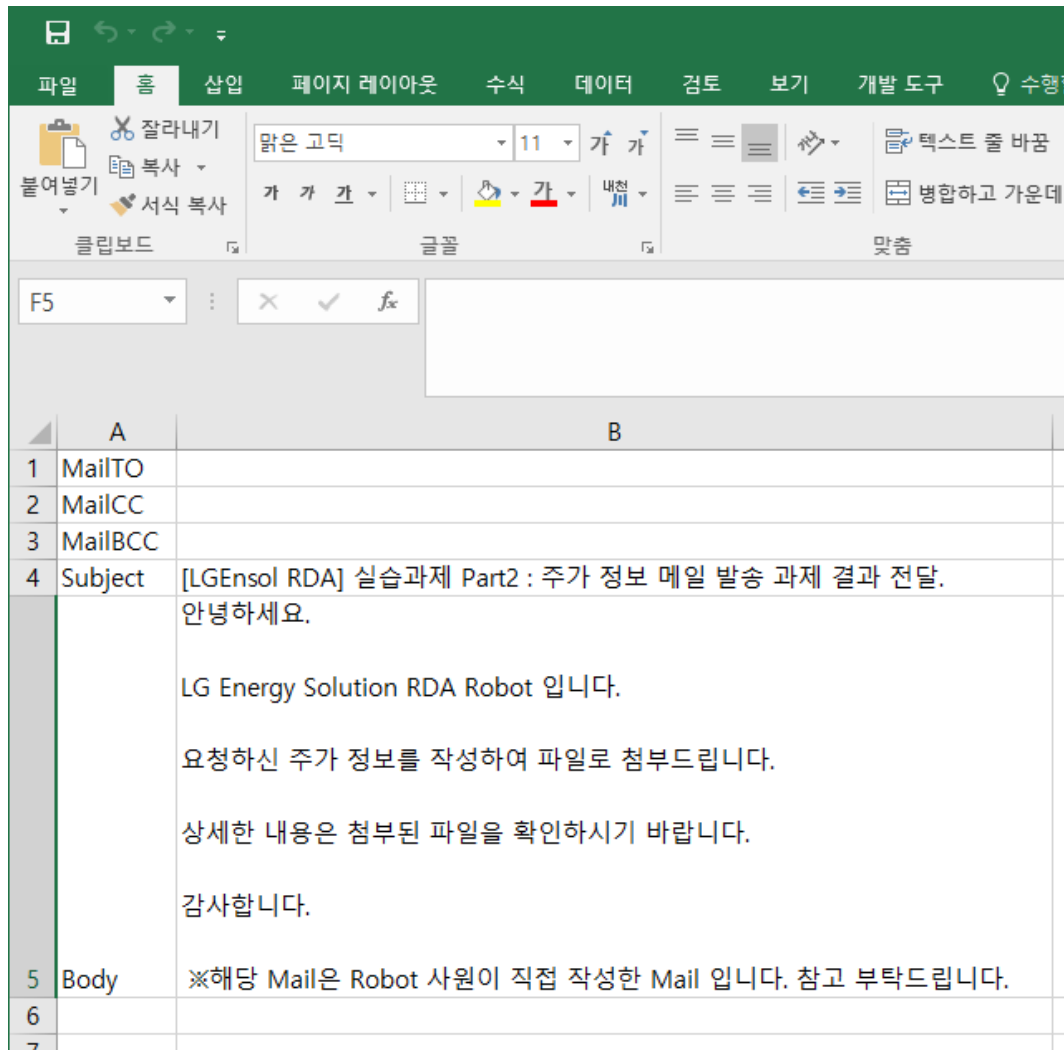 파일 홈 삽입 페이지 레이아웃 수식 데이터 검토 보기 개발 도구
잘라내기
복사
서식 복사
붙여넣기
맑은 고딕 11 가 가 텍스트 줄 바꿈
가 가 가 가 내천 川 병합하고 가운데
클립보드 글꼴 맞춤
F5 fx
A B
1 MailTO
2 MailCC
3 MailBCC
4 Subject [LGEnsol RDA] 실습과제 Part2 : 주가 정보 메일 발송 과제 결과 전달.
안녕하세요.
LG Energy Solution RDA Robot 입니다.
요청하신 주가 정보를 작성하여 파일로 첨부드립니다.
상세한 내용은 첨부된 파일을 확인하시기 바랍니다.
감사합니다.
5 Body ※해당 Mail은 Robot 사원이 직접 작성한 Mail 입니다. 참고 부탁드립니다.
6